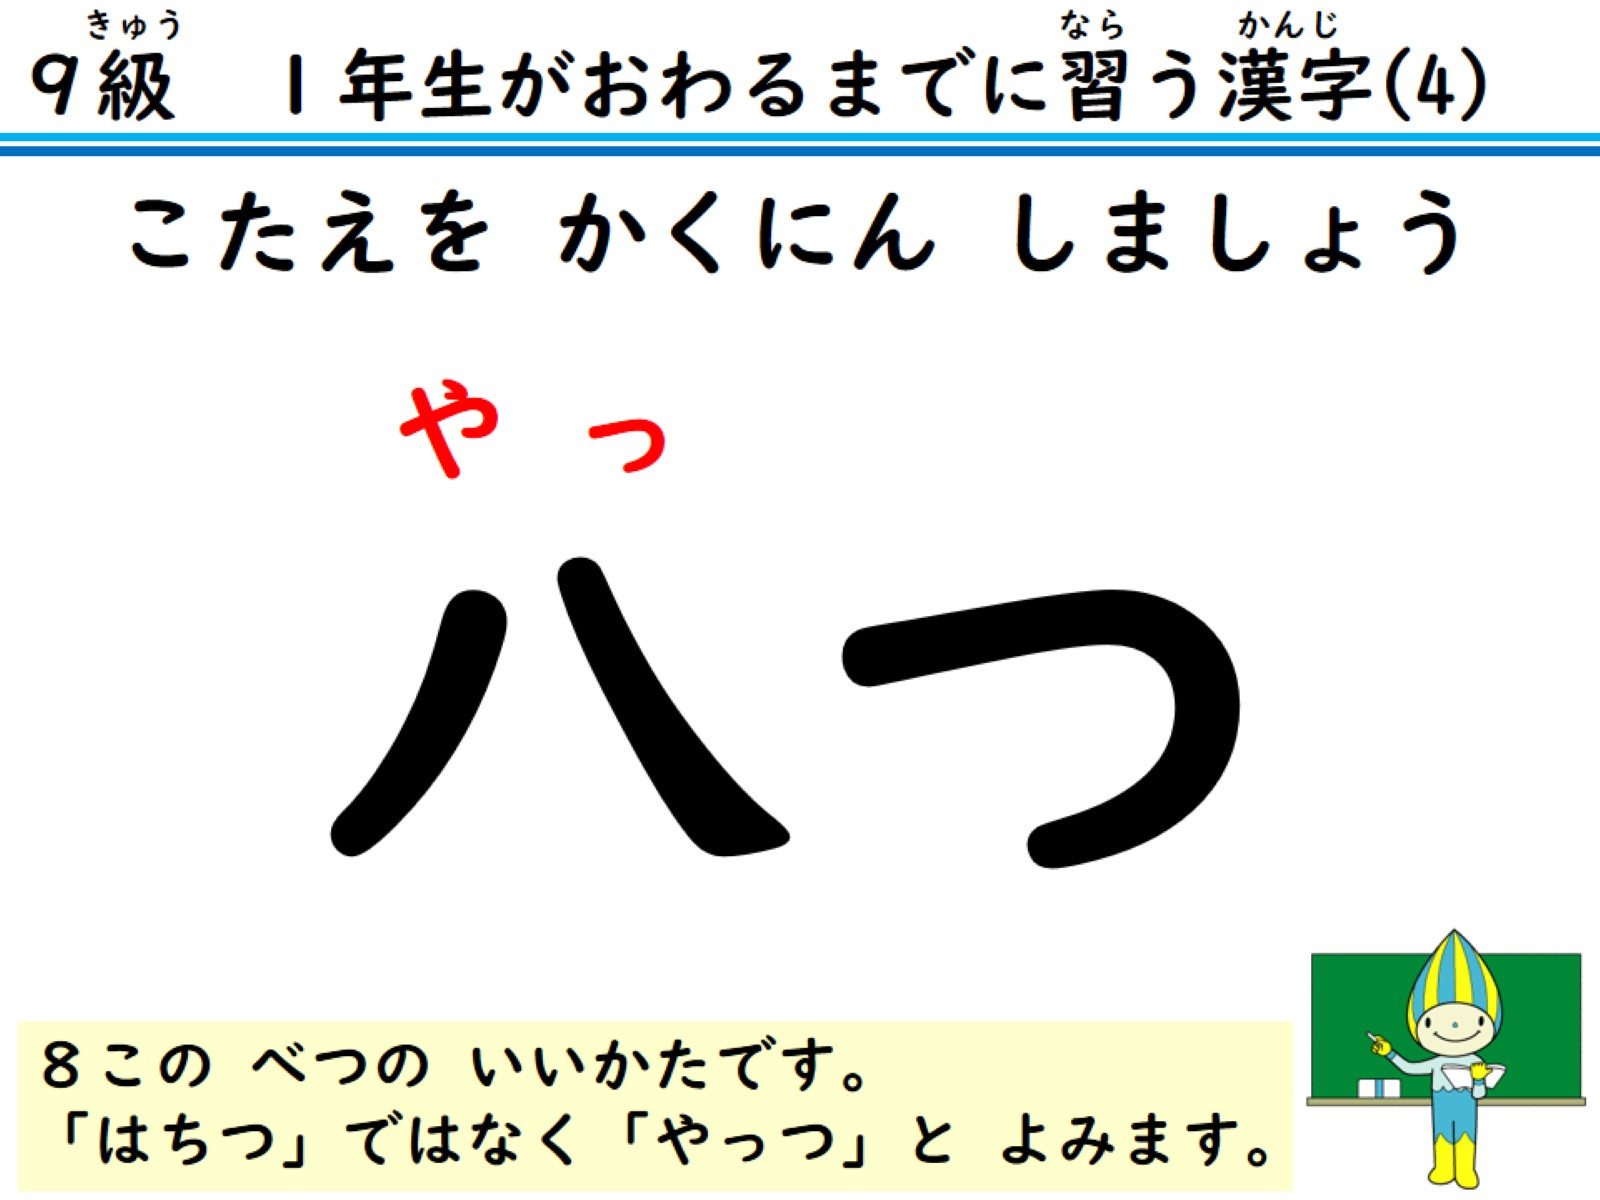 きゅう なら かんじ
9級 1年生がおわるまでに習う漢字(4)
こたえを かくにん しましょう
やっ
八つ
8この べつの いいかたです。
「はちつ」ではなく「やっつ」と よみます。